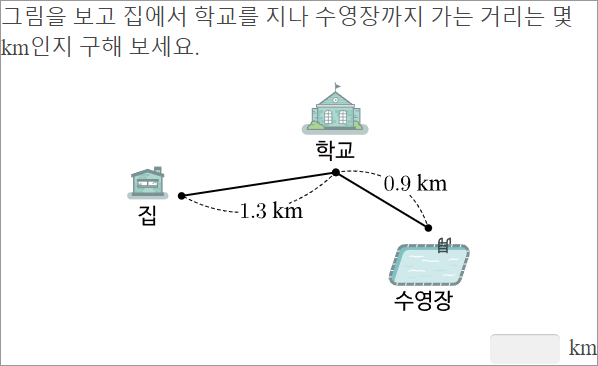 그림을 보고 집에서 학교를 지나 수영장까지 가는 거리는 몇
km인지 구해 보세요.
학교
0.9 km
1.3 km
집
수영장
km